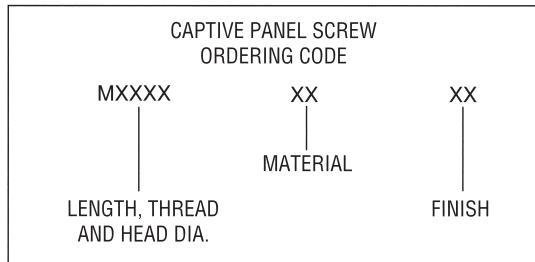 CAPTIVE PANEL SCREW
ORDERING CODE
MXXXX XX XX
MATERIAL
LENGTH, THREAD FINISH
AND HEAD DIA.